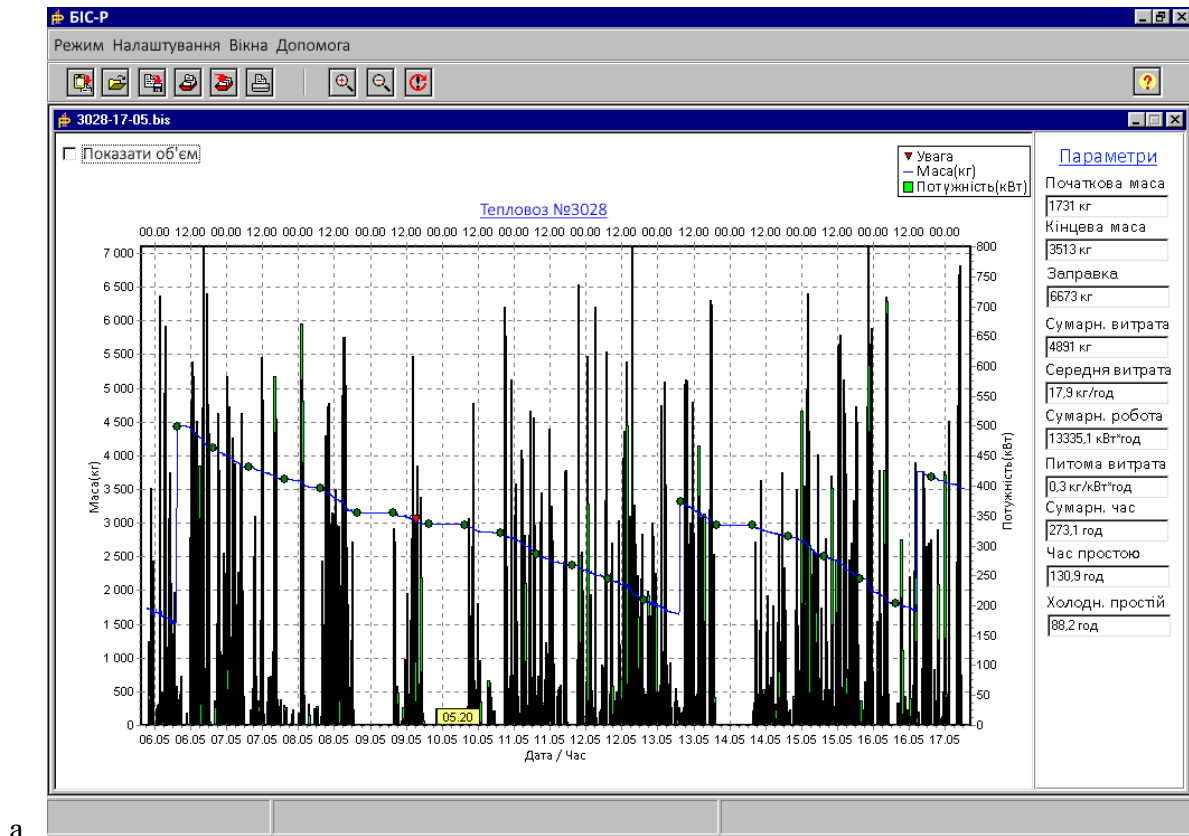 БІС-Р
Режим Налаштування Вікна Допомога
3028-17-05.bis
Показати об'єм
Увага
Маса(кг)
Потужність(кВт)
Тепловоз №3028
00.00 12.00 00.00 12.00 00.00 12.00 00.00 12.00 00.00 12.00 00.00 12.00 00.00 12.00 00.00 12.00 00.00 12.00 00.00 12.00 00.00 12.00 00.00
7 000
6 500
6 000
5 500
5 000
4 500
4 000
3 500
3 000
2 500
2 000
1 500
1 000
500
0
Маса(кг)
800
750
700
650
600
550
500
450
400
350
300
250
200
150
100
50
0
Потужність(кВт)
05.20
06.05 06.05 07.05 07.05 08.05 08.05 09.05 09.05 10.05 10.05 11.05 11.05 12.05 12.05 13.05 13.05 14.05 14.05 15.05 15.05 16.05 16.05 17.05
Дата / Час
Параметри
Початкова маса
1731 кг
Кінцева маса
3513 кг
Заправка
6673 кг
Сумарн. витрата
4891 кг
Середня витрата
17,9 кг/год
Сумарн. робота
13335,1 кВт*год
Питома витрата
0,3 кг/кВт*год
Сумарн. час
273,1 год
Час простою
130,9 год
Холодн. простій
88,2 год
а